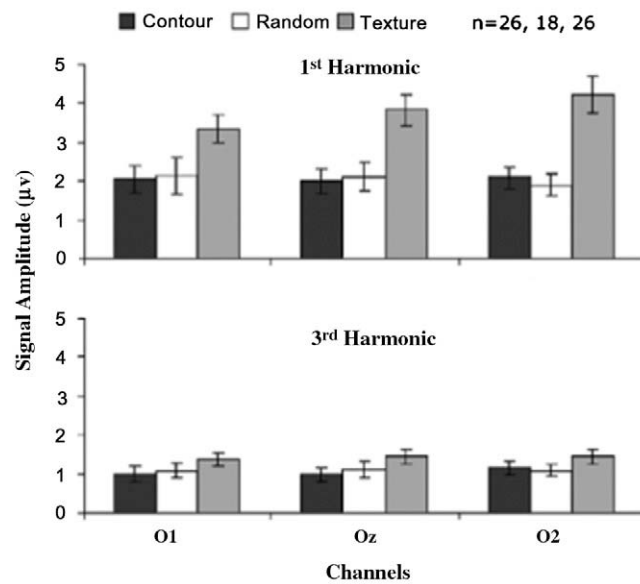 Contour Random Texture n=26, 18, 26
1st Harmonic
5
4
3
2
1
0
Signal Amplitude (μv)
3rd Harmonic
5
4
3
2
1
0
O1 Oz O2
Channels